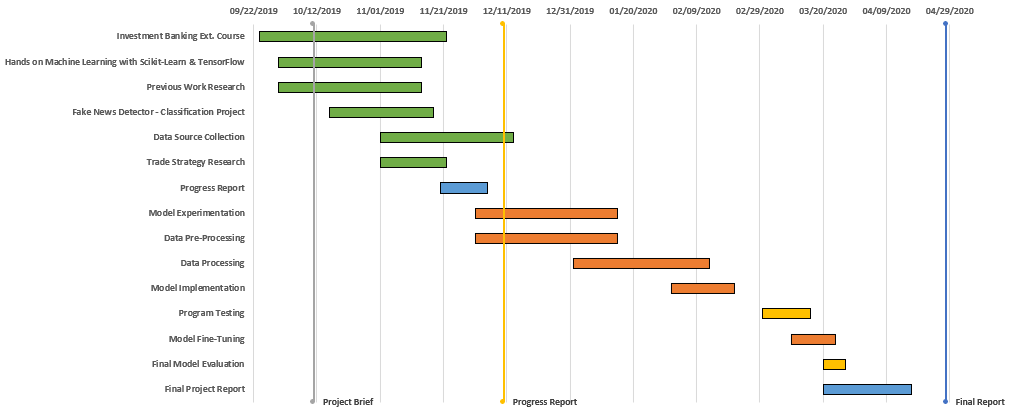 09/22/2019 10/12/2019 11/01/2019 11/21/2019 12/11/2019 12/31/2019 01/20/2020 02/09/2020 02/29/2020 03/20/2020 04/09/2020 04/29/2020
Investment Banking Ext. Course
Hands on Machine Learning with Scikit-Learn & TensorFlow
Previous Work Research
Fake News Detector - Classification Project
Data Source Collection
Trade Strategy Research
Progress Report
Model Experimentation
Data Pre-Processing
Data Processing
Model Implementation
Program Testing
Model Fine-Tuning
Final Model Evaluation
Final Project Report
Project Brief Progress Report Final Report